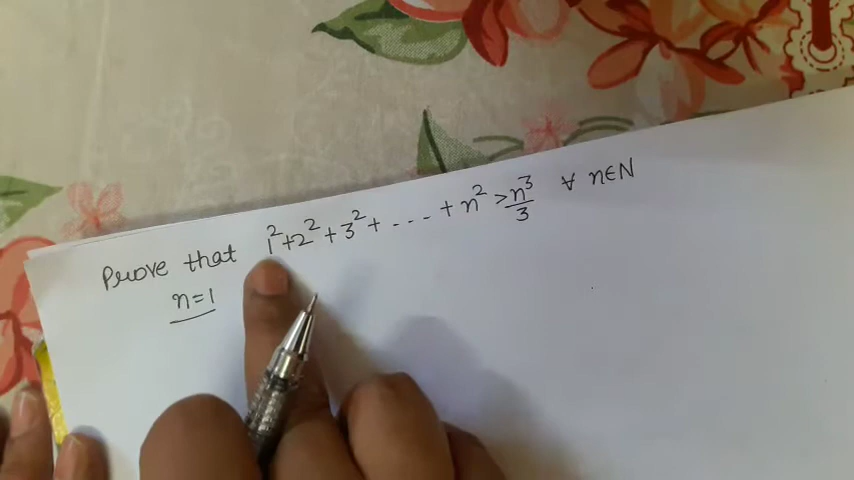 Prove that 1²+2²+3²+ . . . . + n² > n³/3 ∀ n∈N
n=1